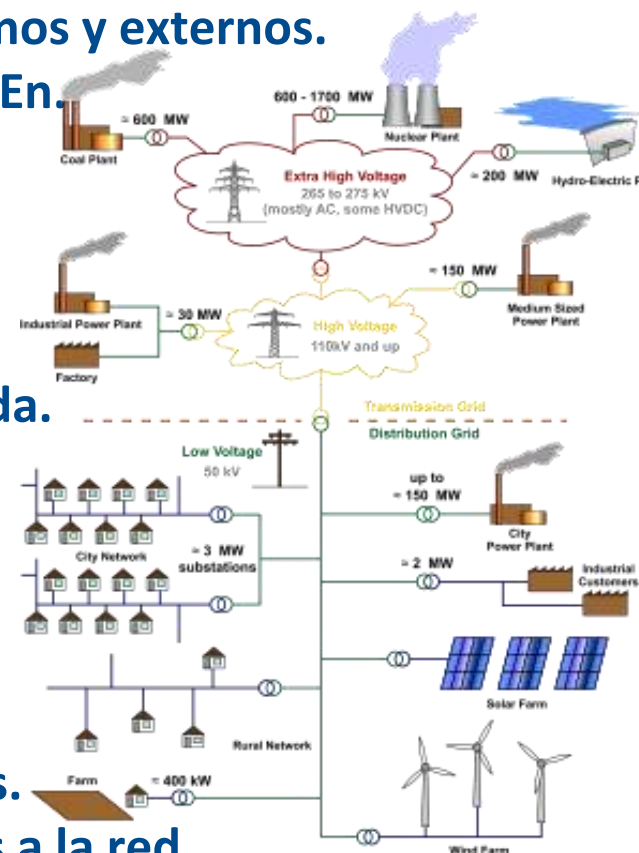 nos y externos.
En.
≈ 600 MW
600 - 1700 MW
Coal Plant
Nuclear Plant
Extra High Voltage
265 to 275 kV
(mostly AC, some HVDC)
≈ 200 MW
Hydro-Electric P
≈ 150 MW
Industrial Power Plant
≈ 30 MW
High Voltage
110kV and up
Medium Sized
Power Plant
Factory
da.
Transmission Grid
Distribution Grid
Low Voltage
50 kV
up to
≈ 150 MW
City
Power Plant
City Network
≈ 3 MW
substations
≈ 2 MW
Industrial
Customers
Solar Farm
Rural Network
Farm
≈ 400 kW
s.
s a la red
Wind Farm